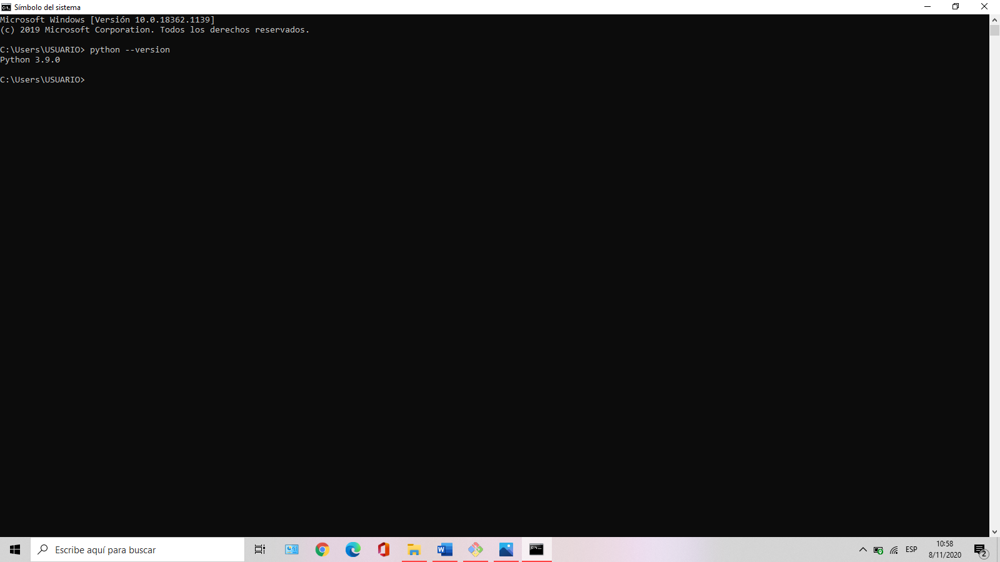 Símbolo del sistema
Microsoft Windows [Versión 10.0.18362.1139]
(c) 2019 Microsoft Corporation. Todos los derechos reservados.
C:\Users\USUARIO> python --version
Python 3.9.0
C:\Users\USUARIO>
Escribe aquí para buscar
ESP
10:58
8/11/2020
2